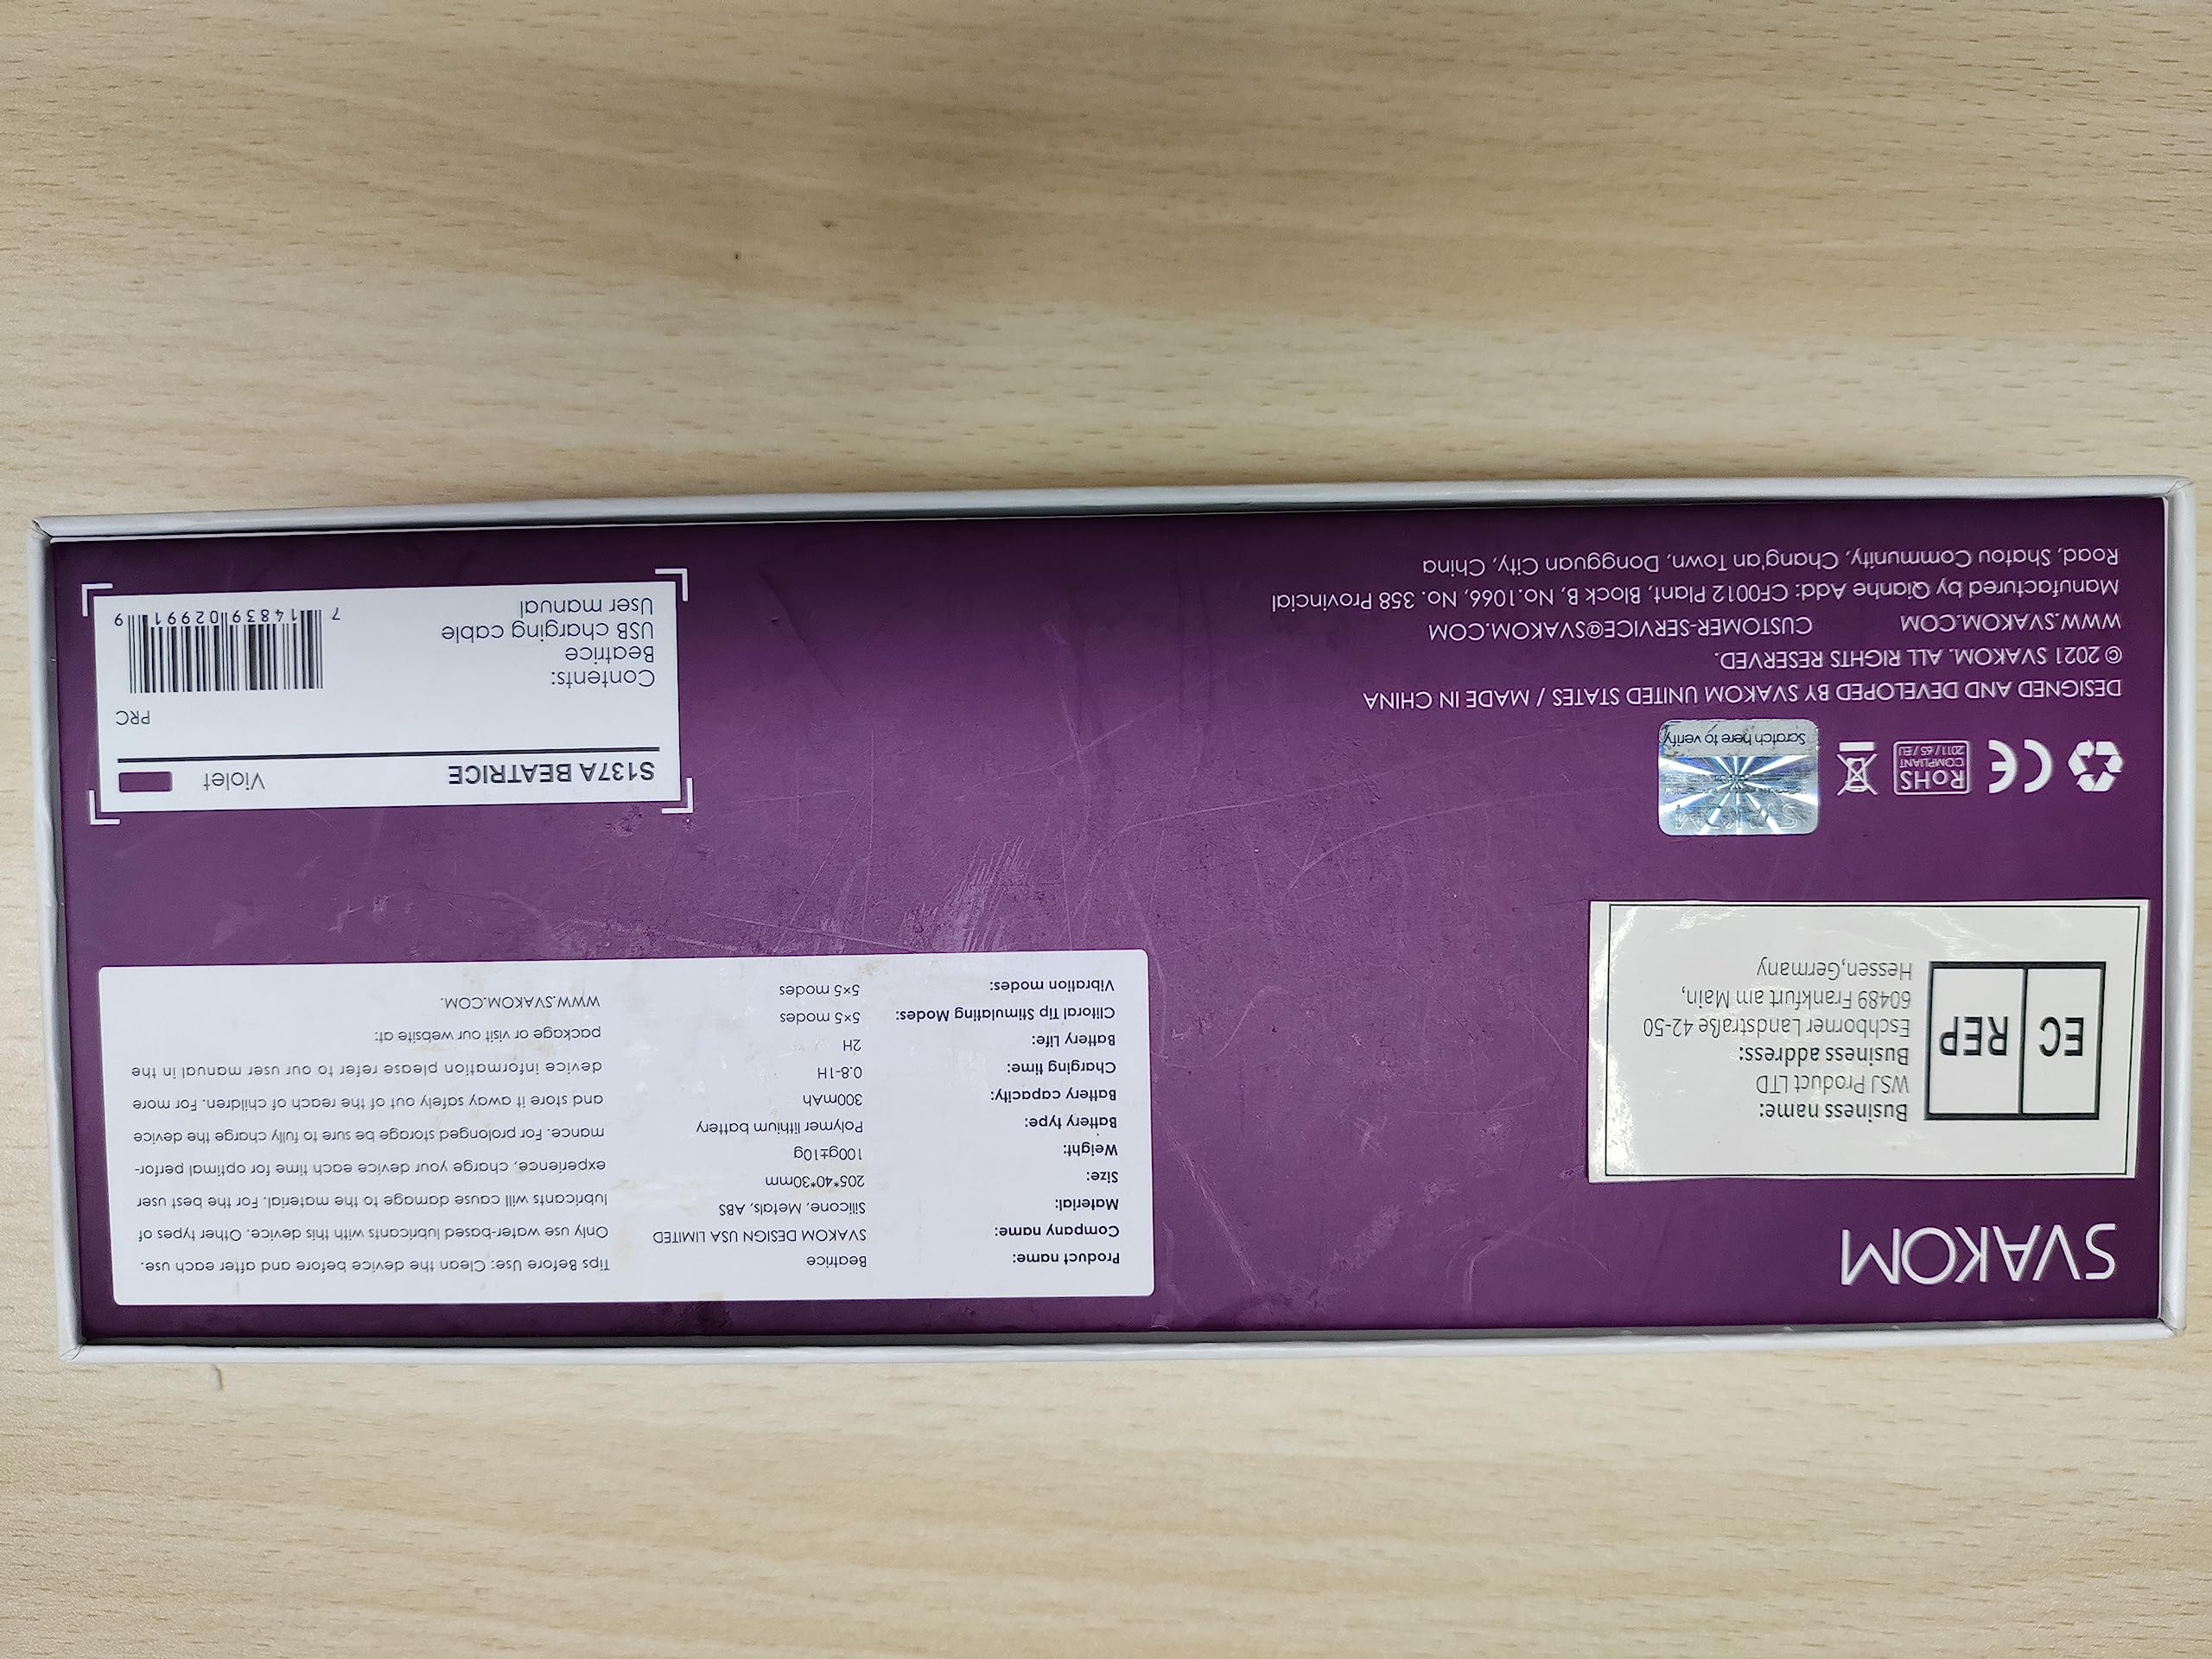 SVAKOM
Product name: Beatrice
Company name: SVAKOM DESIGN USA LIMITED
Material: Silicone, Metals, ABS
Size: 205*40*30mm
Weight: 100g±10g
Battery type: Polymer lithium battery
Battery capacity: 300mAh
Charging time: 0.8-1H
Battery Life: 2H
Clitoral Tip Stimulating Modes: 5×5 modes
Vibration modes: 5×5 modes
Tips Before Use: Clean the device before and after each use.
Only use water-based lubricants with this device. Other types of
lubricants will cause damage to the material. For the best user
experience, charge your device each time for optimal perfor-
mance. For prolonged storage be sure to fully charge the device
and store it away safely out of the reach of children. For more
device information please refer to our user manual in the
package or visit our website at:
WWW.SVAKOM.COM.
EC REP
Business name:
WSJ Product LTD
Business address:
Eschborner Landstraße 42-50
60489 Frankfurt am Main,
Hessen,Germany
RoHS
COMPLIANT
2011/65/EU
CE
SVAKOM
Scratch here to verify
DESIGNED AND DEVELOPED BY SVAKOM UNITED STATES / MADE IN CHINA
© 2021 SVAKOM. ALL RIGHTS RESERVED.
WWW.SVAKOM.COM CUSTOMER-SERVICE@SVAKOM.COM
Manufactured by Qianhe Add: CF0012 Plant, Block B, No.1066, No. 358 Provincial
Road, Shatou Community, Chang'an Town, Dongguan City, China
S137A BEATRICE Violet
PRC
Contents:
Beatrice
USB charging cable
User manual
7 14839 02991 9